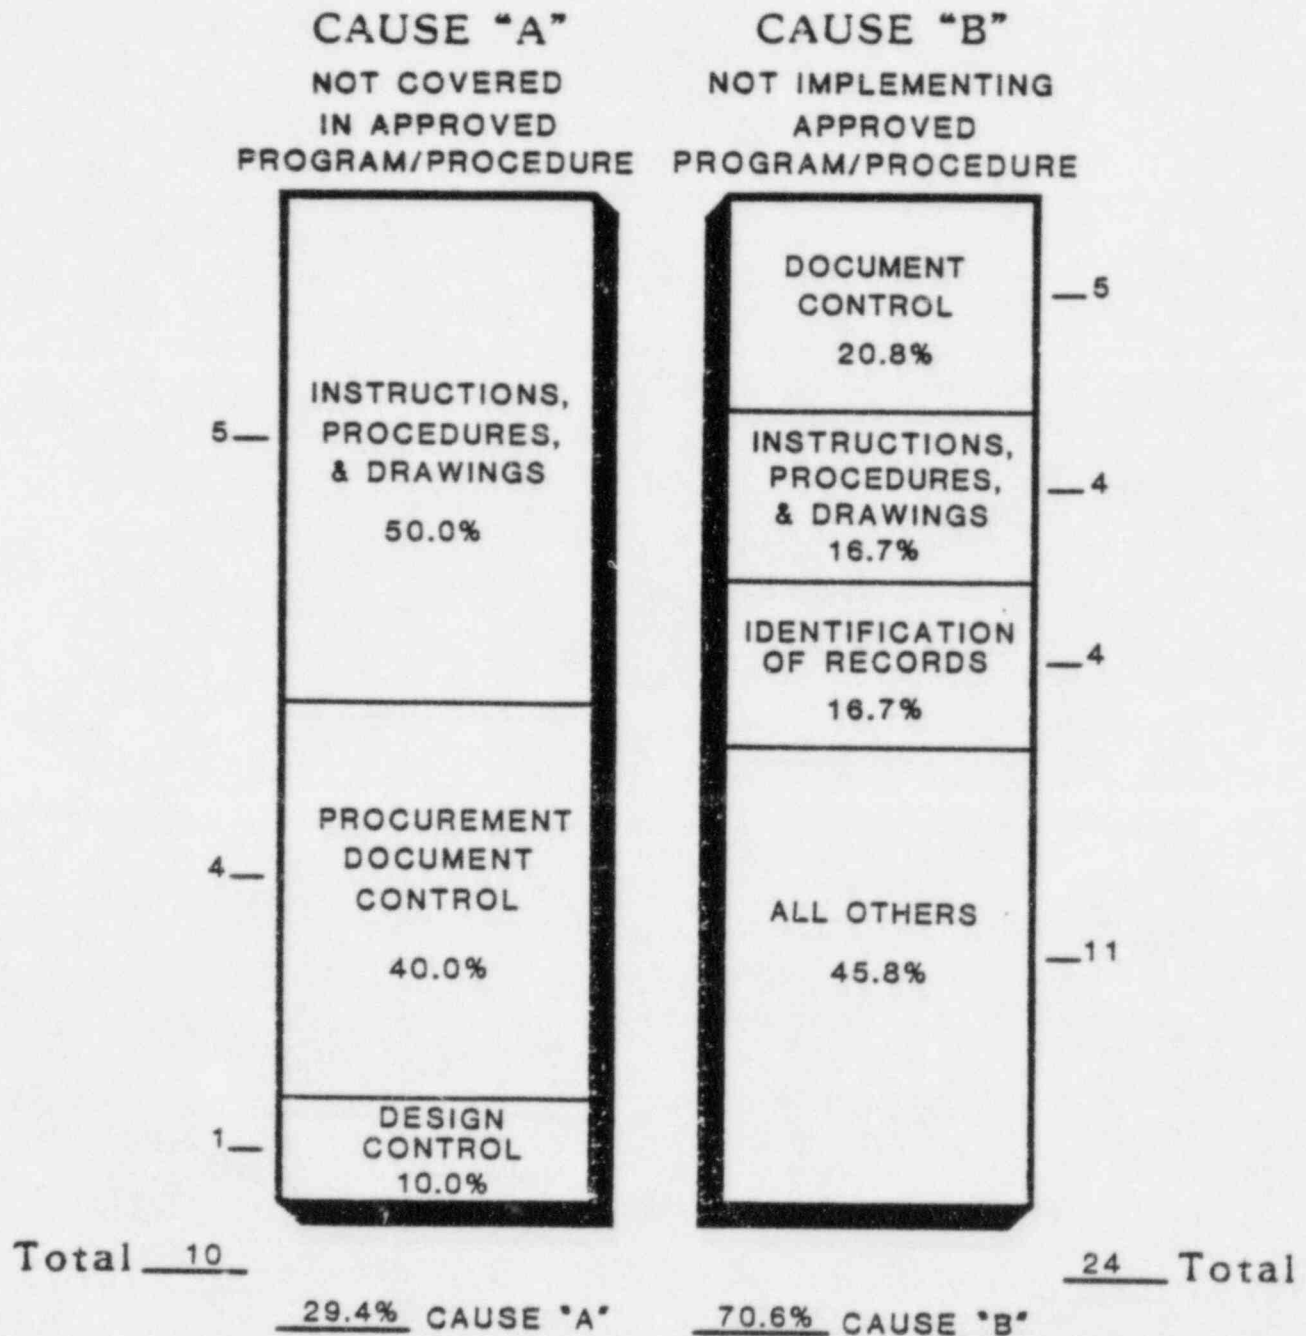 CAUSE "A"
NOT COVERED
IN APPROVED
PROGRAM/PROCEDURE
INSTRUCTIONS,
PROCEDURES,
& DRAWINGS
50.0%
5
PROCUREMENT
DOCUMENT
CONTROL
40.0%
4
DESIGN
CONTROL
10.0%
1
Total 10
29.4% CAUSE "A"
CAUSE "B"
NOT IMPLEMENTING
APPROVED
PROGRAM/PROCEDURE
DOCUMENT
CONTROL
20.8%
5
INSTRUCTIONS,
PROCEDURES,
& DRAWINGS
16.7%
4
IDENTIFICATION
OF RECORDS
16.7%
4
ALL OTHERS
45.8%
11
24 Total
70.6% CAUSE "B"